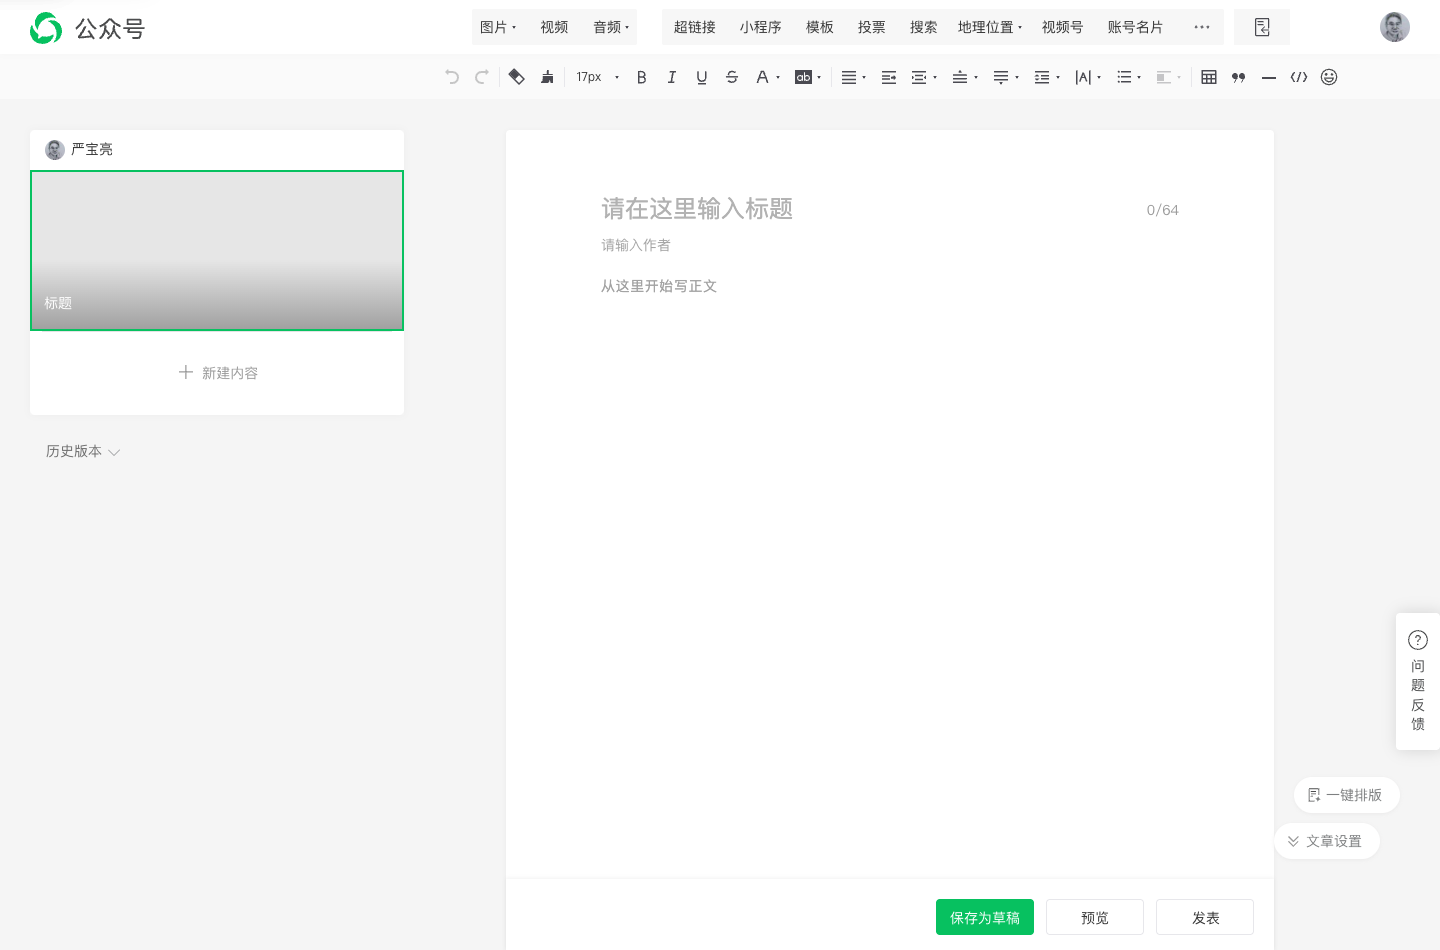 公众号
图片 视频 音频 超链接 小程序 模板 投票 搜索 地理位置 视频号 账号名片
17px B I U S A ab A
严宝亮
标题
新建内容
历史版本
请在这里输入标题 0/64
请输入作者
从这里开始写正文
问
题
反
馈
一键排版
文章设置
保存为草稿 预览 发表